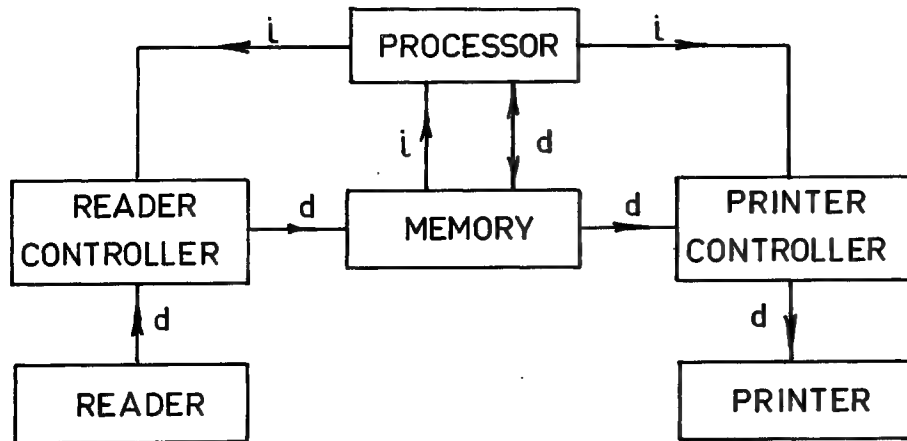 i
PROCESSOR
i
i
d
READER
CONTROLLER
d
MEMORY
d
PRINTER
CONTROLLER
d
d
READER
PRINTER